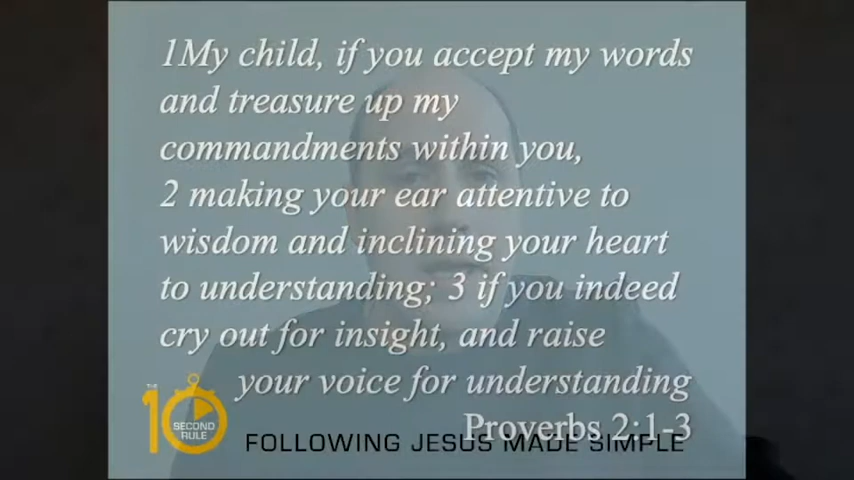 1My child, if you accept my words
and treasure up my
commandments within you,
2 making your ear attentive to
wisdom and inclining your heart
to understanding; 3 if you indeed
cry out for insight, and raise
your voice for understanding
Proverbs 2:1-3
THE
10
SECOND
RULE
FOLLOWING JESUS MADE SIMPLE